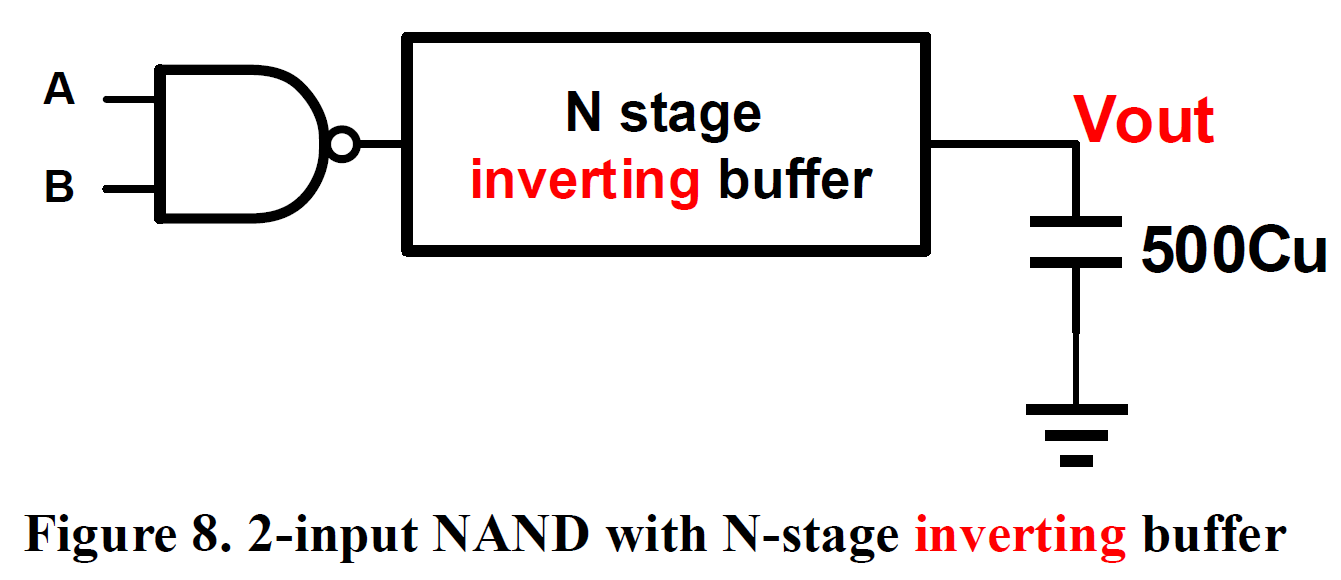 A
B
N stage
inverting buffer
Vout
500Cu
Figure 8. 2-input NAND with N-stage inverting buffer